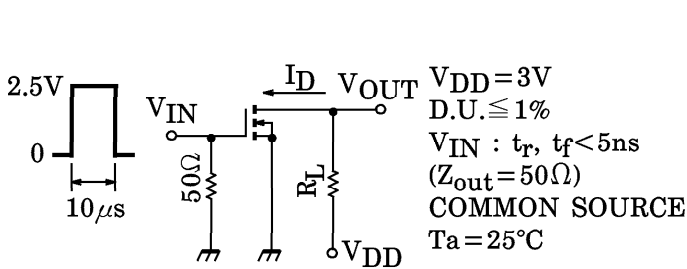 2.5V
0
10μs
VIN
50Ω
ID
VOUT
RL
VDD
VDD=3V
D.U.≦1%
VIN : tr, tf<5ns
(Zout=50Ω)
COMMON SOURCE
Ta=25°C